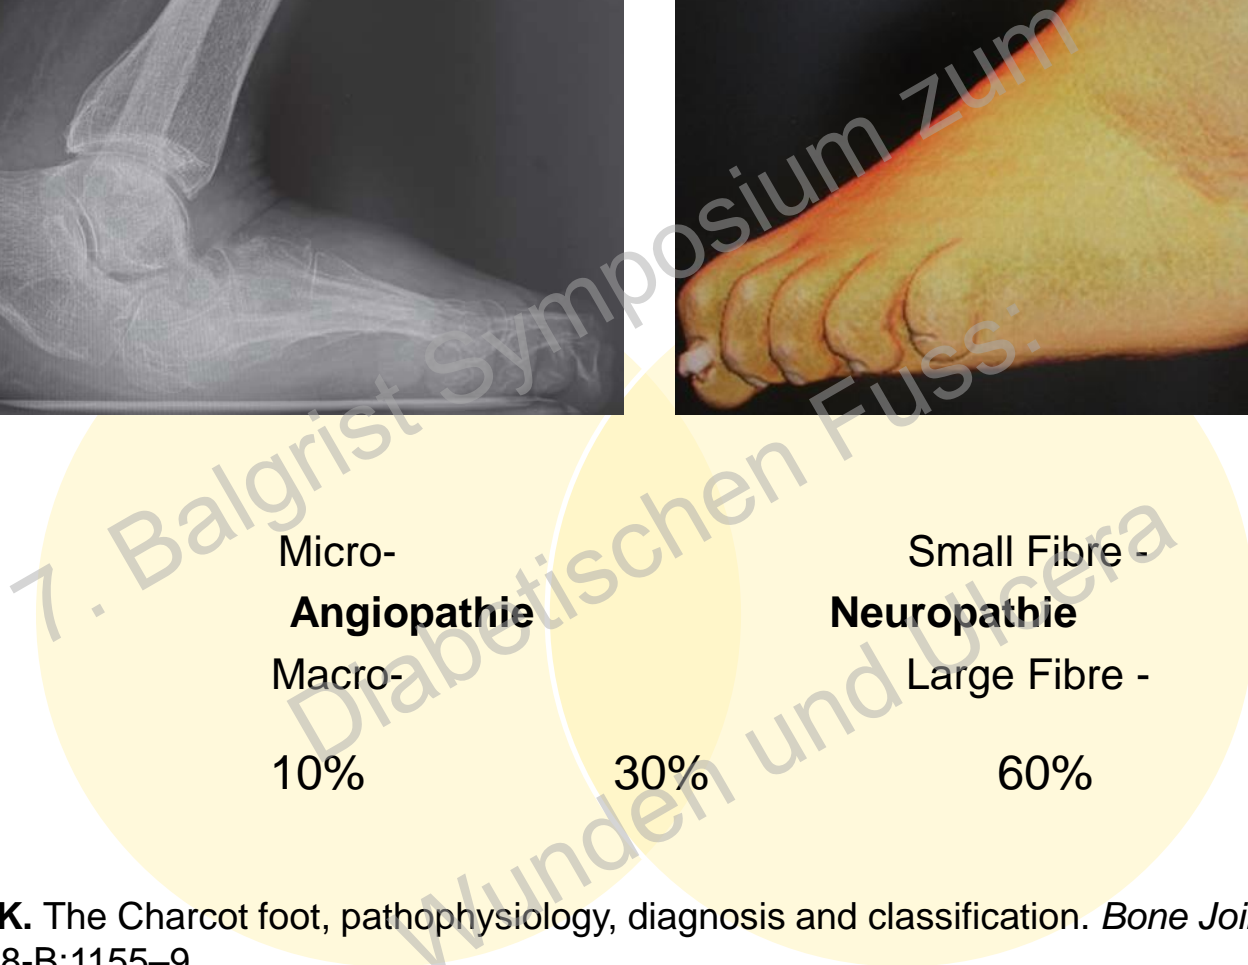 Micro-
Small Fibre -
Angiopathie
Neuropathie
Macro-
Large Fibre -
10%
30%
60%
K. The Charcot foot, pathophysiology, diagnosis and classification. Bone Joi
8-B:1155–9
7. Balgrist Symposium zum
Diabetischen Fuss:
Wunden und Ulcera